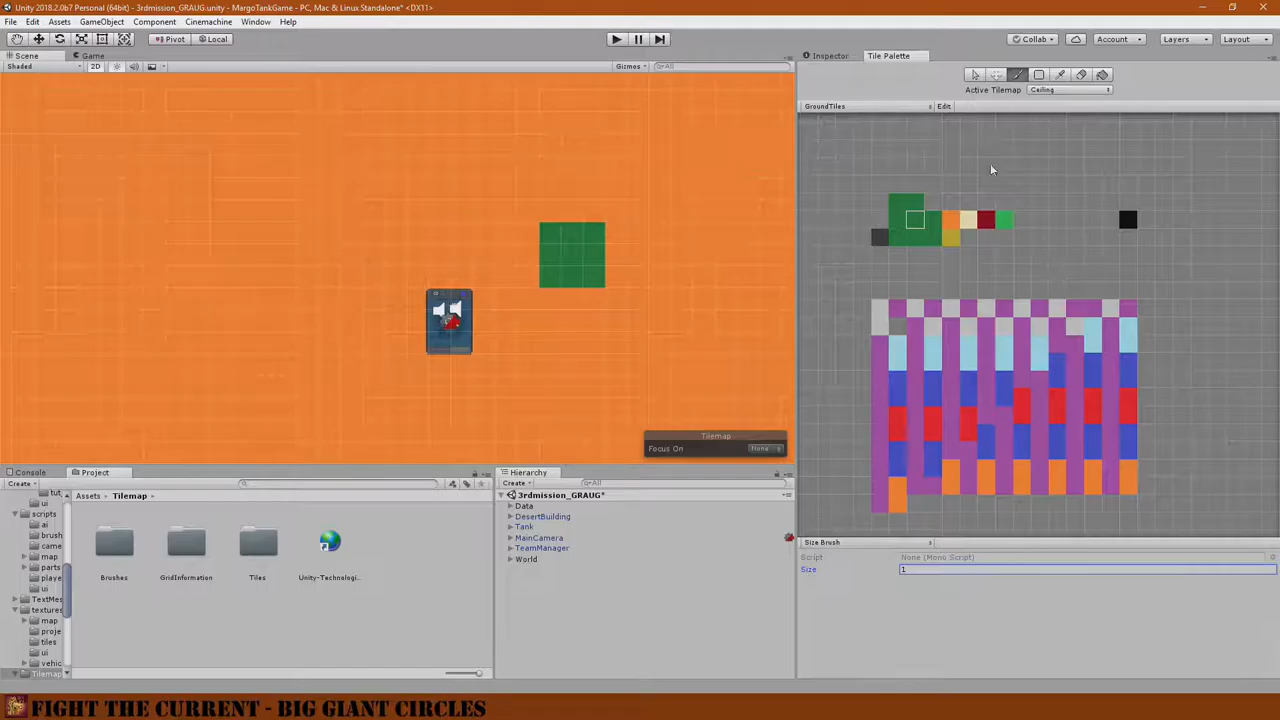 Unity 2018.2.0b7 Personal (64bit) - 3rdmission_GRAUG.unity - MargoTankGame - PC, Mac & Linux Standalone* <DX11>
File Edit Assets GameObject Component Cinemachine Window Help
Pivot Local Collab Account Layers Layout
Scene Game Inspector Tile Palette
Shaded 2D Gizmos All
Active Tilemap Ceiling
GroundTiles Edit
Tilemap
Focus On None
Console Project Hierarchy
Create Create All
Assets Tilemap
ui
scripts
ai
brush
came
map
parts
playe
ui
TextMes
textures
map
proje
tiles
ui
vehic
Tilemap
Brushes GridInformation Tiles Unity-Technologi...
3rdmission_GRAUG*
Data
DesertBuilding
Tank
MainCamera
TeamManager
World
Size Brush
Script None (Mono Script)
Size 1
FIGHT THE CURRENT - BIG GIANT CIRCLES